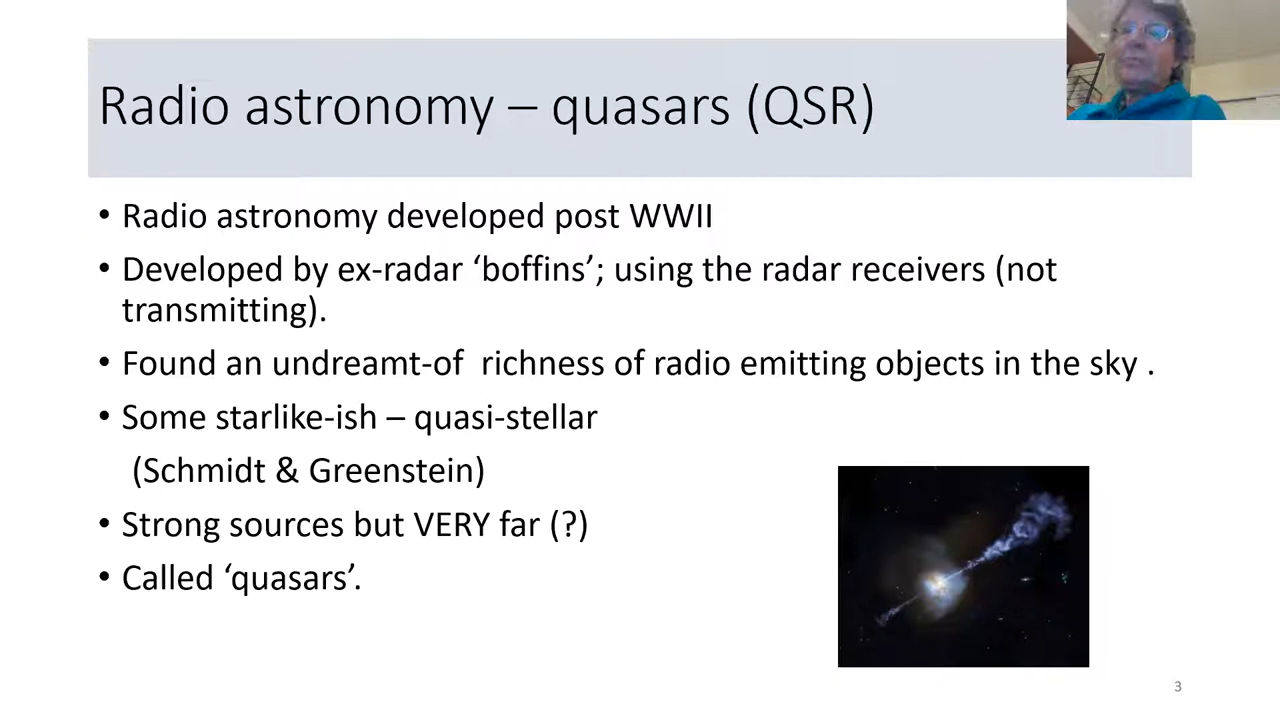 Radio astronomy – quasars (QSR)
• Radio astronomy developed post WWII
• Developed by ex-radar ‘boffins’; using the radar receivers (not
transmitting).
• Found an undreamt-of  richness of radio emitting objects in the sky .
• Some starlike-ish – quasi-stellar
(Schmidt & Greenstein)
• Strong sources but VERY far (?)
• Called ‘quasars’.
3